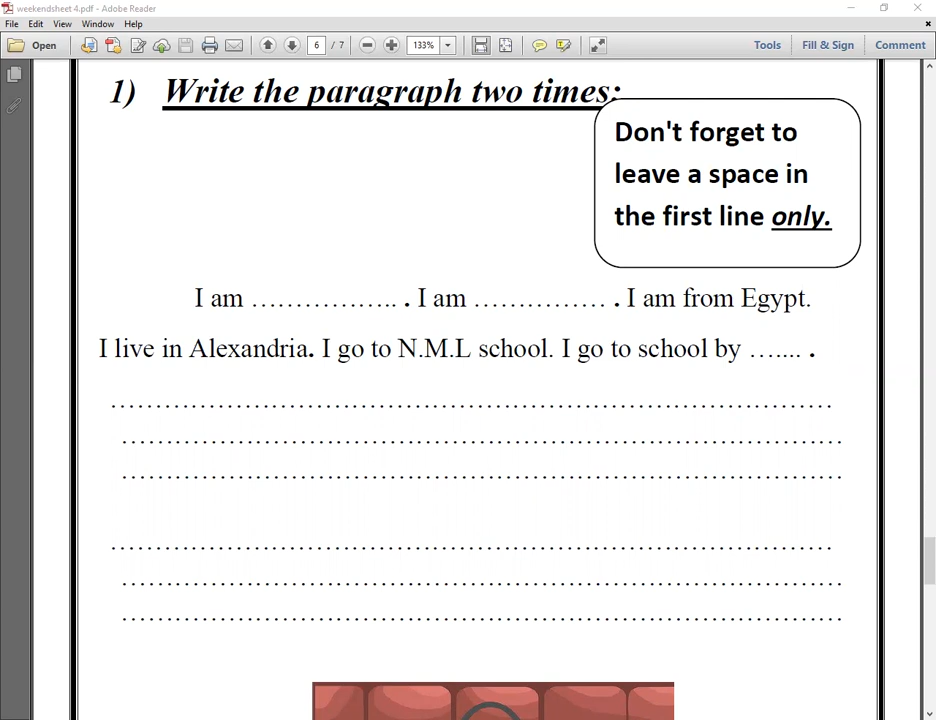 weekendsheet 4.pdf - Adobe Reader
File Edit View Window Help
Open 6 / 7 133% Tools Fill & Sign Comment
1) Write the paragraph two times:
Don't forget to
leave a space in
the first line only.
I am ................. . I am ............... . I am from Egypt.
I live in Alexandria. I go to N.M.L school. I go to school by ....... .
................................................................................
................................................................................
................................................................................
................................................................................
................................................................................
................................................................................